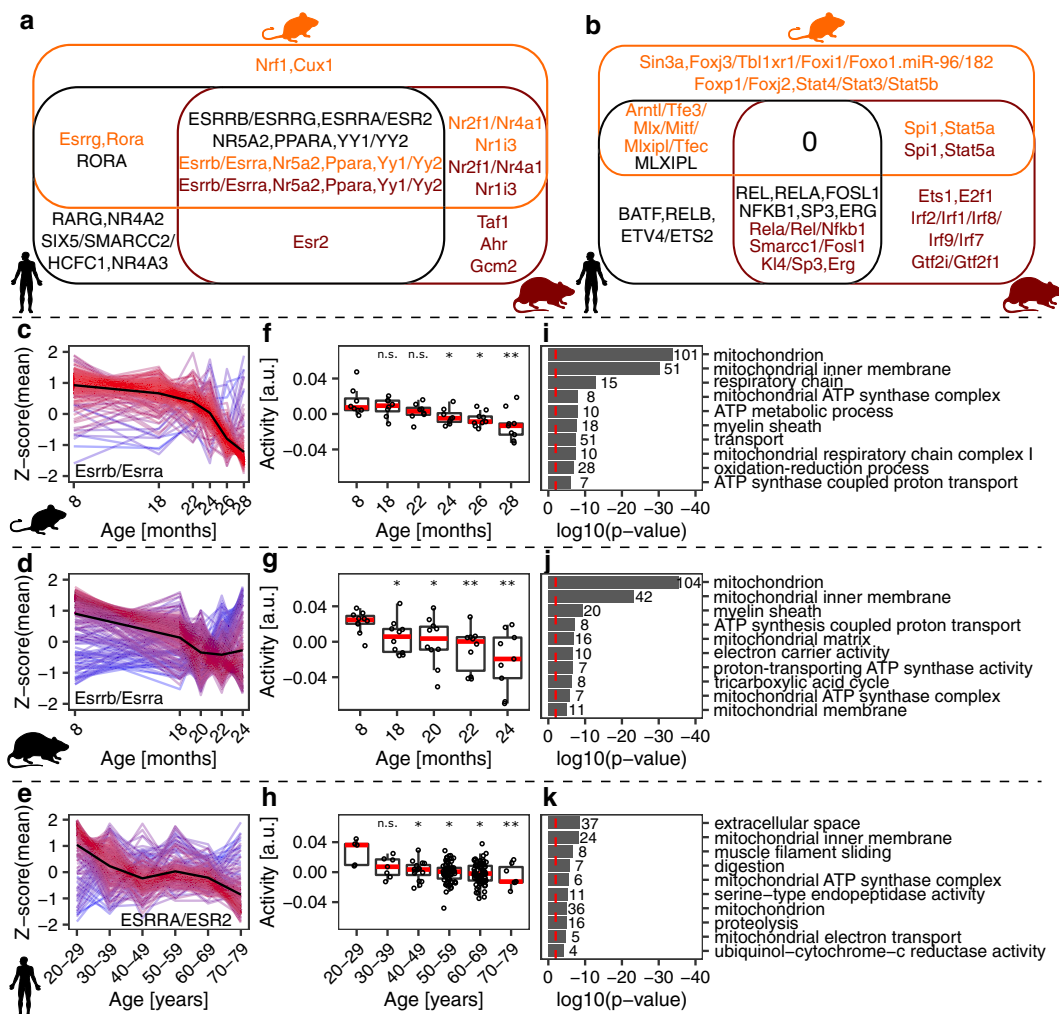 a
Nrf1,Cux1
Esrrg,Rora
RORA
ESRRB/ESRRG,ESRRA/ESR2
NR5A2,PPARA,YY1/YY2
Esrrb/Esrra,Nr5a2,Ppara,Yy1/Yy2
Esrrb/Esrra,Nr5a2,Ppara,Yy1/Yy2
Nr2f1/Nr4a1
Nr1i3
Nr2f1/Nr4a1
Nr1i3
RARG,NR4A2
SIX5/SMARCC2/
HCFC1,NR4A3
Esr2
Taf1
Ahr
Gcm2
b
Sin3a,Foxj3/Tbl1xr1/Foxi1/Foxo1.miR-96/182
Foxp1/Foxj2,Stat4/Stat3/Stat5b
Arntl/Tfe3/
Mlx/Mitf/
Mlxipl/Tfec
MLXIPL
0
Spi1,Stat5a
Spi1,Stat5a
BATF,RELB,
ETV4/ETS2
REL,RELA,FOSL1
NFKB1,SP3,ERG
Rela/Rel/Nfkb1
Smarcc1/Fosl1
Kl4/Sp3,Erg
Ets1,E2f1
Irf2/Irf1/Irf8/
Irf9/Irf7
Gtf2i/Gtf2f1
c
Z−score(mean)
2
1
0
−1
−2
Esrrb/Esrra
8 18 22 24 26 28
Age [months]
f
Activity [a.u.]
0.04
0.00
−0.04
n.s. n.s. * * **
8 18 22 24 26 28
Age [months]
i
101 mitochondrion
51 mitochondrial inner membrane
15 respiratory chain
8 mitochondrial ATP synthase complex
10 ATP metabolic process
18 myelin sheath
51 transport
10 mitochondrial respiratory chain complex I
28 oxidation−reduction process
7 ATP synthase coupled proton transport
0 −10 −20 −30 −40
log10(p−value)
d
Z−score(mean)
2
1
0
−1
−2
Esrrb/Esrra
8 18 20 22 24
Age [months]
g
Activity [a.u.]
0.04
0.00
−0.04
* * ** **
8 18 20 22 24
Age [months]
j
104 mitochondrion
42 mitochondrial inner membrane
20 myelin sheath
8 ATP synthesis coupled proton transport
16 mitochondrial matrix
10 electron carrier activity
7 proton−transporting ATP synthase activity
8 tricarboxylic acid cycle
7 mitochondrial ATP synthase complex
11 mitochondrial membrane
0 −10 −20 −30 −40
log10(p−value)
e
Z−score(mean)
2
1
0
−1
−2
ESRRA/ESR2
20−29 30−39 40−49 50−59 60−69 70−79
Age [years]
h
Activity [a.u.]
0.04
0.00
−0.04
n.s. * * * **
20−29 30−39 40−49 50−59 60−69 70−79
Age [years]
k
37 extracellular space
24 mitochondrial inner membrane
8 muscle filament sliding
7 digestion
6 mitochondrial ATP synthase complex
11 serine−type endopeptidase activity
36 mitochondrion
16 proteolysis
5 mitochondrial electron transport
4 ubiquinol−cytochrome−c reductase activity
0 −10 −20 −30 −40
log10(p−value)